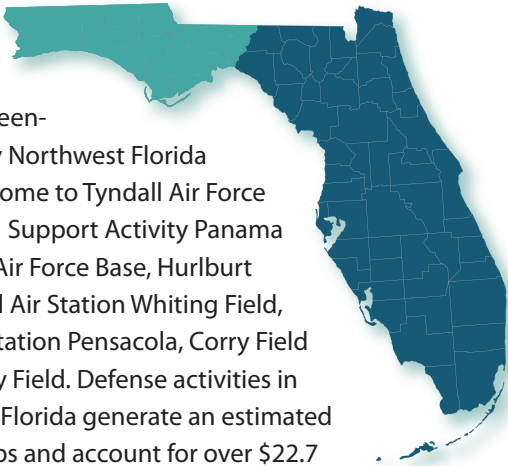 een-
Northwest Florida
ome to Tyndall Air Force
Support Activity Panama
Air Force Base, Hurlburt
Air Station Whiting Field,
tation Pensacola, Corry Field
Field. Defense activities in
Florida generate an estimated
bs and account for over $22.7